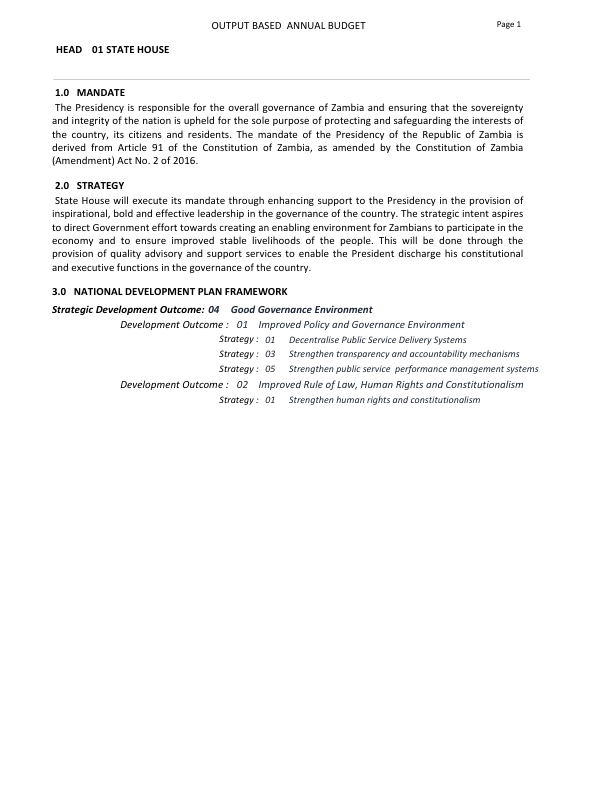 OUTPUT BASED ANNUAL BUDGET
Page 1
HEAD 01 STATE HOUSE
1.0 MANDATE
The Presidency is responsible for the overall governance of Zambia and ensuring that the sovereignty
and integrity of the nation is upheld for the sole purpose of protecting and safeguarding the interests of
the country, its citizens and residents. The mandate of the Presidency of the Republic of Zambia is
derived from Article 91 of the Constitution of Zambia, as amended by the Constitution of Zambia
(Amendment) Act No. 2 of 2016.
2.0 STRATEGY
State House will execute its mandate through enhancing support to the Presidency in the provision of
inspirational, bold and effective leadership in the governance of the country. The strategic intent aspires
to direct Government effort towards creating an enabling environment for Zambians to participate in the
economy and to ensure improved stable livelihoods of the people. This will be done through the
provision of quality advisory and support services to enable the President discharge his constitutional
and executive functions in the governance of the country.
3.0 NATIONAL DEVELOPMENT PLAN FRAMEWORK
Strategic Development Outcome: 04 Good Governance Environment
Development Outcome : 01 Improved Policy and Governance Environment
Strategy : 01 Decentralise Public Service Delivery Systems
Strategy : 03 Strengthen transparency and accountability mechanisms
Strategy : 05 Strengthen public service performance management systems
Development Outcome : 02 Improved Rule of Law, Human Rights and Constitutionalism
Strategy : 01 Strengthen human rights and constitutionalism